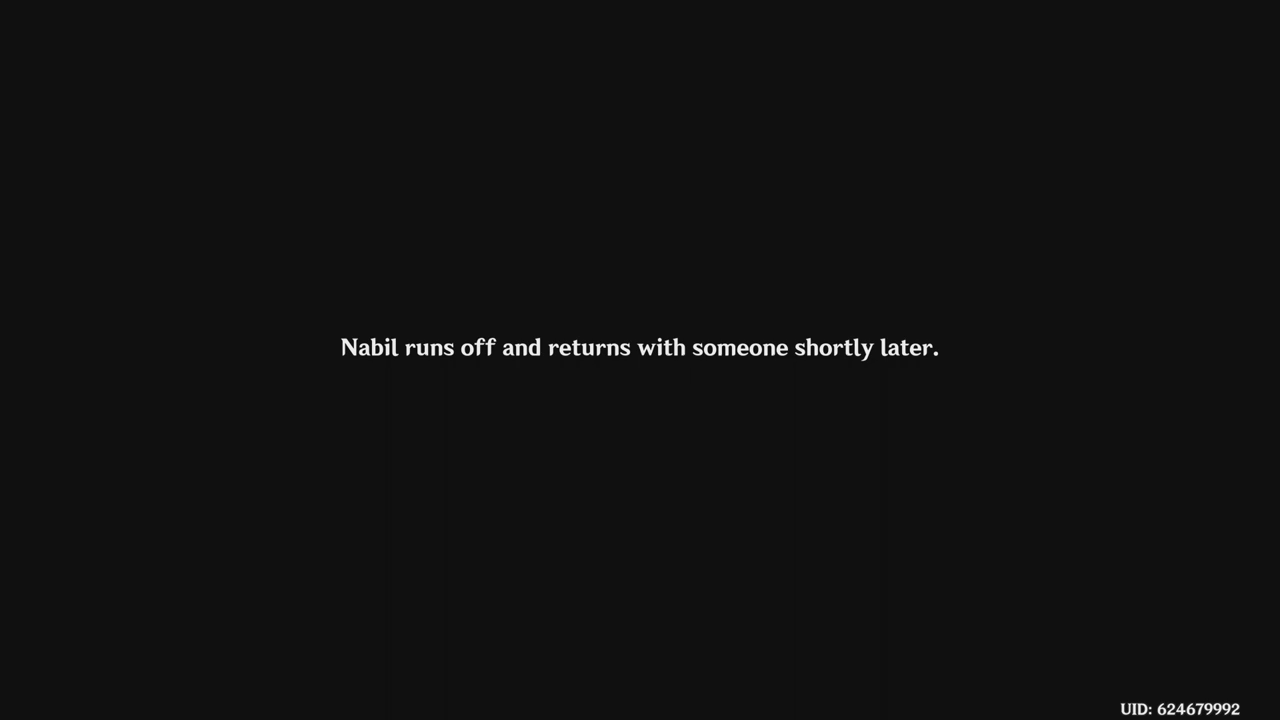 Nabil runs off and returns with someone shortly later.
UID: 624679992